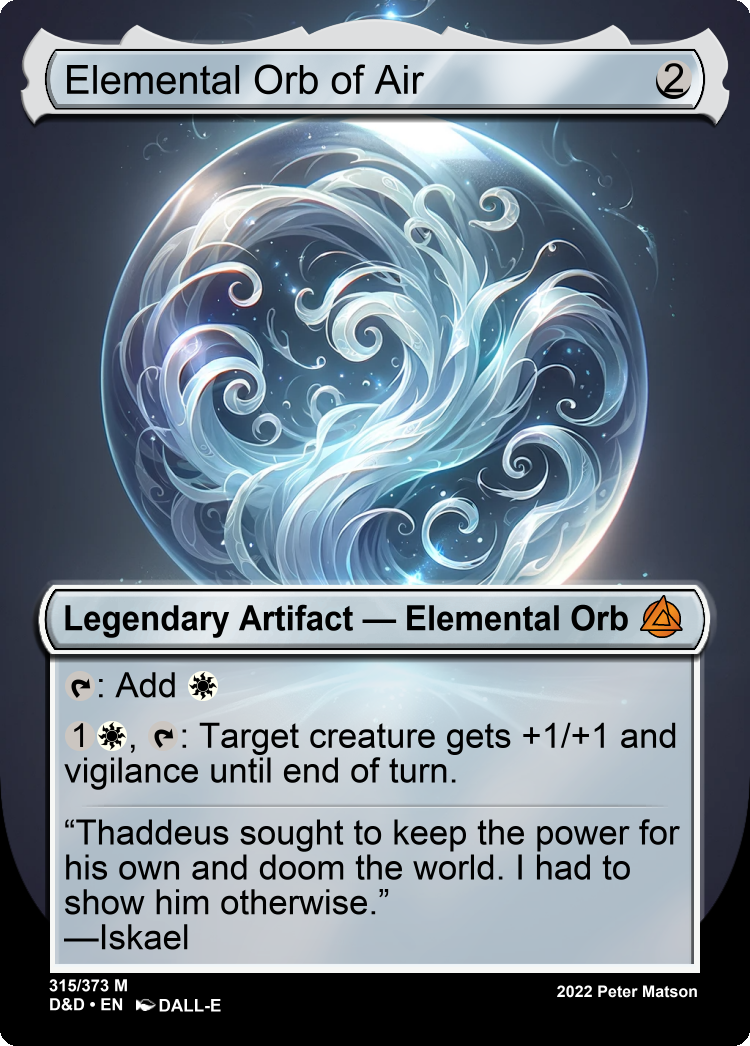 Elemental Orb of Air 2
Legendary Artifact — Elemental Orb
: Add
1 , : Target creature gets +1/+1 and
vigilance until end of turn.
“Thaddeus sought to keep the power for
his own and doom the world. I had to
show him otherwise.”
—Iskael
315/373 M
D&D • EN DALL-E
2022 Peter Matson